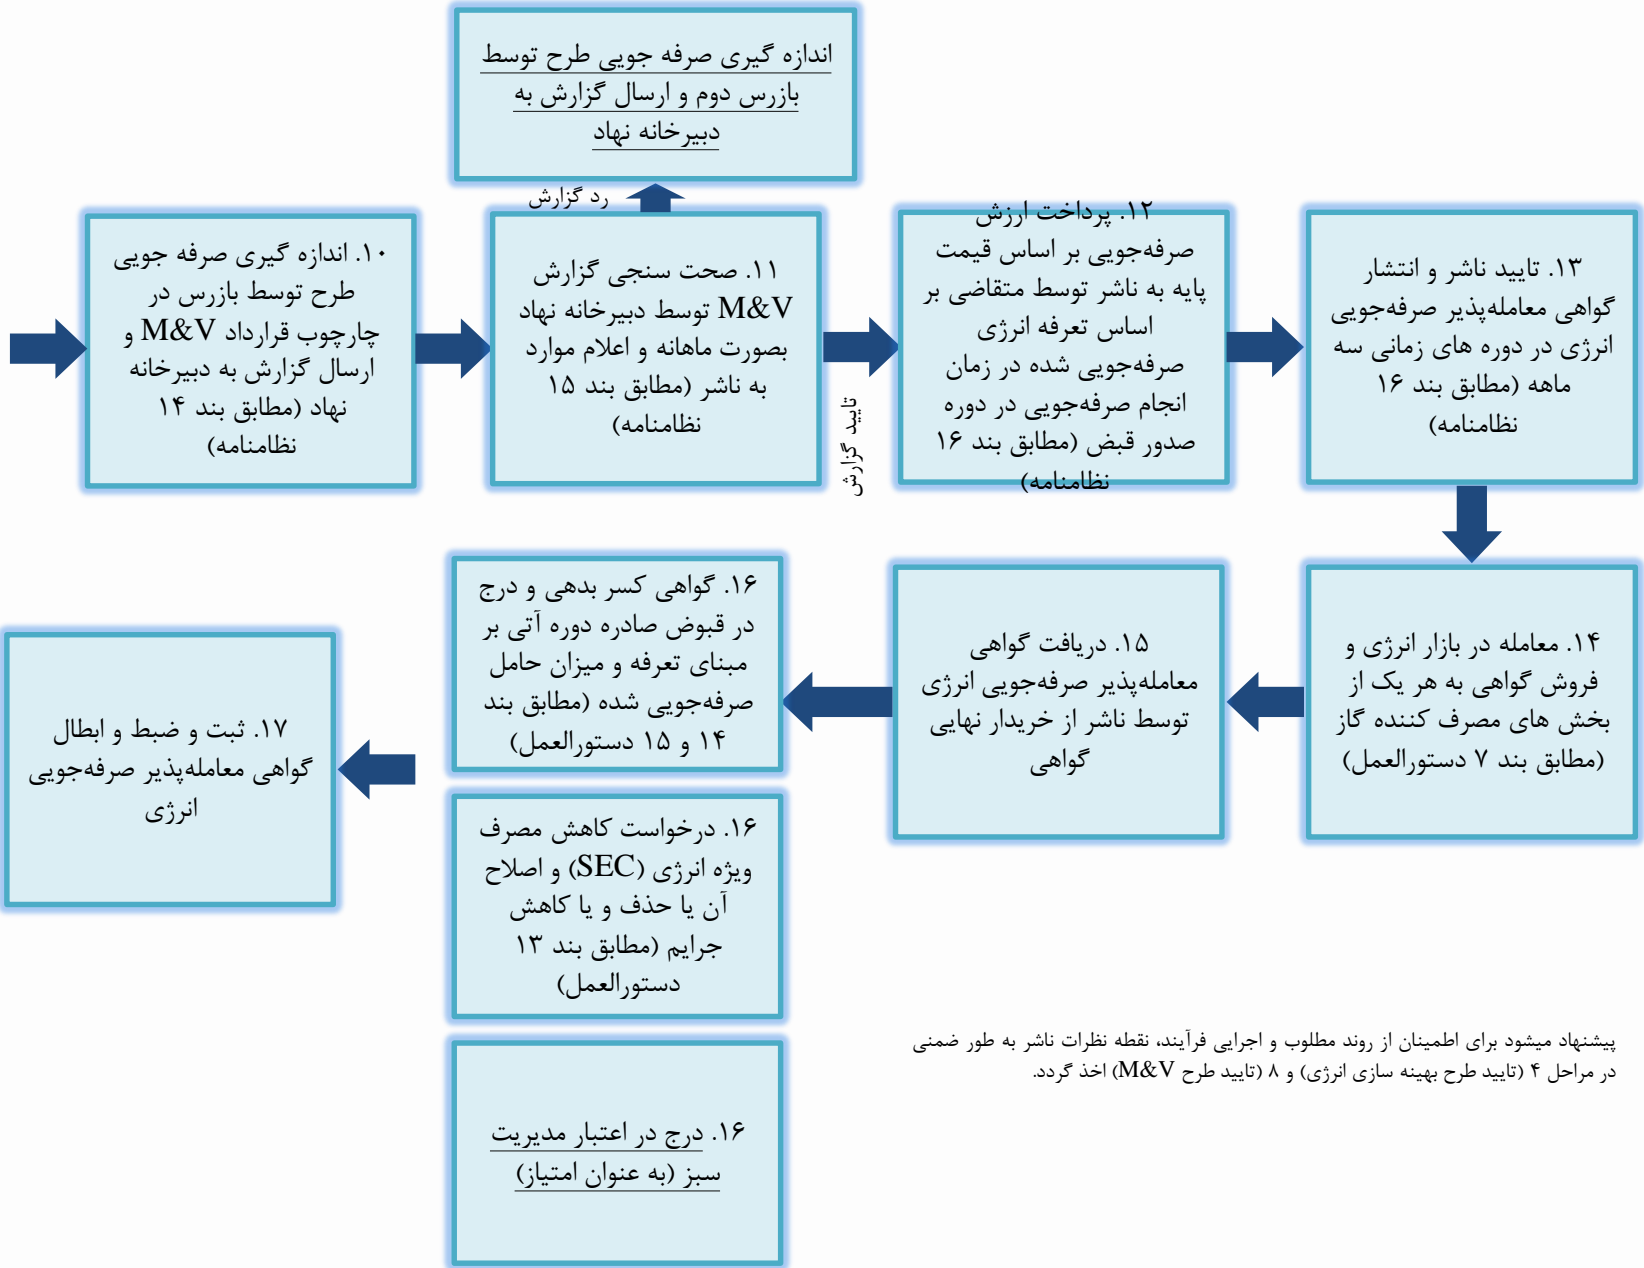 اندازه گیری صرفه جویی طرح توسط
بازرس دوم و ارسال گزارش به
دبیرخانه نهاد
رد گزارش
۱۰. اندازه گیری صرفه جویی
طرح توسط بازرس در
چارچوب قرارداد M&V و
ارسال گزارش به دبیرخانه
نهاد (مطابق بند ۱۴
نظامنامه)
۱۱. صحت سنجی گزارش
M&V توسط دبیرخانه نهاد
بصورت ماهانه و اعلام موارد
به ناشر (مطابق بند ۱۵
نظامنامه)
تایید گزارش
۱۲. پرداخت ارزش
صرفه‌جویی بر اساس قیمت
پایه به ناشر توسط متقاضی بر
اساس تعرفه انرژی
صرفه‌جویی شده در زمان
انجام صرفه‌جویی در دوره
صدور قبض (مطابق بند ۱۶
نظامنامه)
۱۳. تایید ناشر و انتشار
گواهی معامله‌پذیر صرفه‌جویی
انرژی در دوره های زمانی سه
ماهه (مطابق بند ۱۶
نظامنامه)
۱۴. معامله در بازار انرژی و
فروش گواهی به هر یک از
بخش های مصرف کننده گاز
(مطابق بند ۷ دستورالعمل)
۱۵. دریافت گواهی
معامله‌پذیر صرفه‌جویی انرژی
توسط ناشر از خریدار نهایی
گواهی
۱۶. گواهی کسر بدهی و درج
در قبوض صادره دوره آتی بر
مبنای تعرفه و میزان حامل
صرفه‌جویی شده (مطابق بند
۱۴ و ۱۵ دستورالعمل)
۱۶. درخواست کاهش مصرف
ویژه انرژی (SEC) و اصلاح
آن یا حذف و یا کاهش
جرایم (مطابق بند ۱۳
دستورالعمل)
۱۶. درج در اعتبار مدیریت
سبز (به عنوان امتیاز)
۱۷. ثبت و ضبط و ابطال
گواهی معامله‌پذیر صرفه‌جویی
انرژی
پیشنهاد میشود برای اطمینان از روند مطلوب و اجرایی فرآیند، نقطه نظرات ناشر به طور ضمنی
در مراحل ۴ (تایید طرح بهینه سازی انرژی) و ۸ (تایید طرح M&V) اخذ گردد.